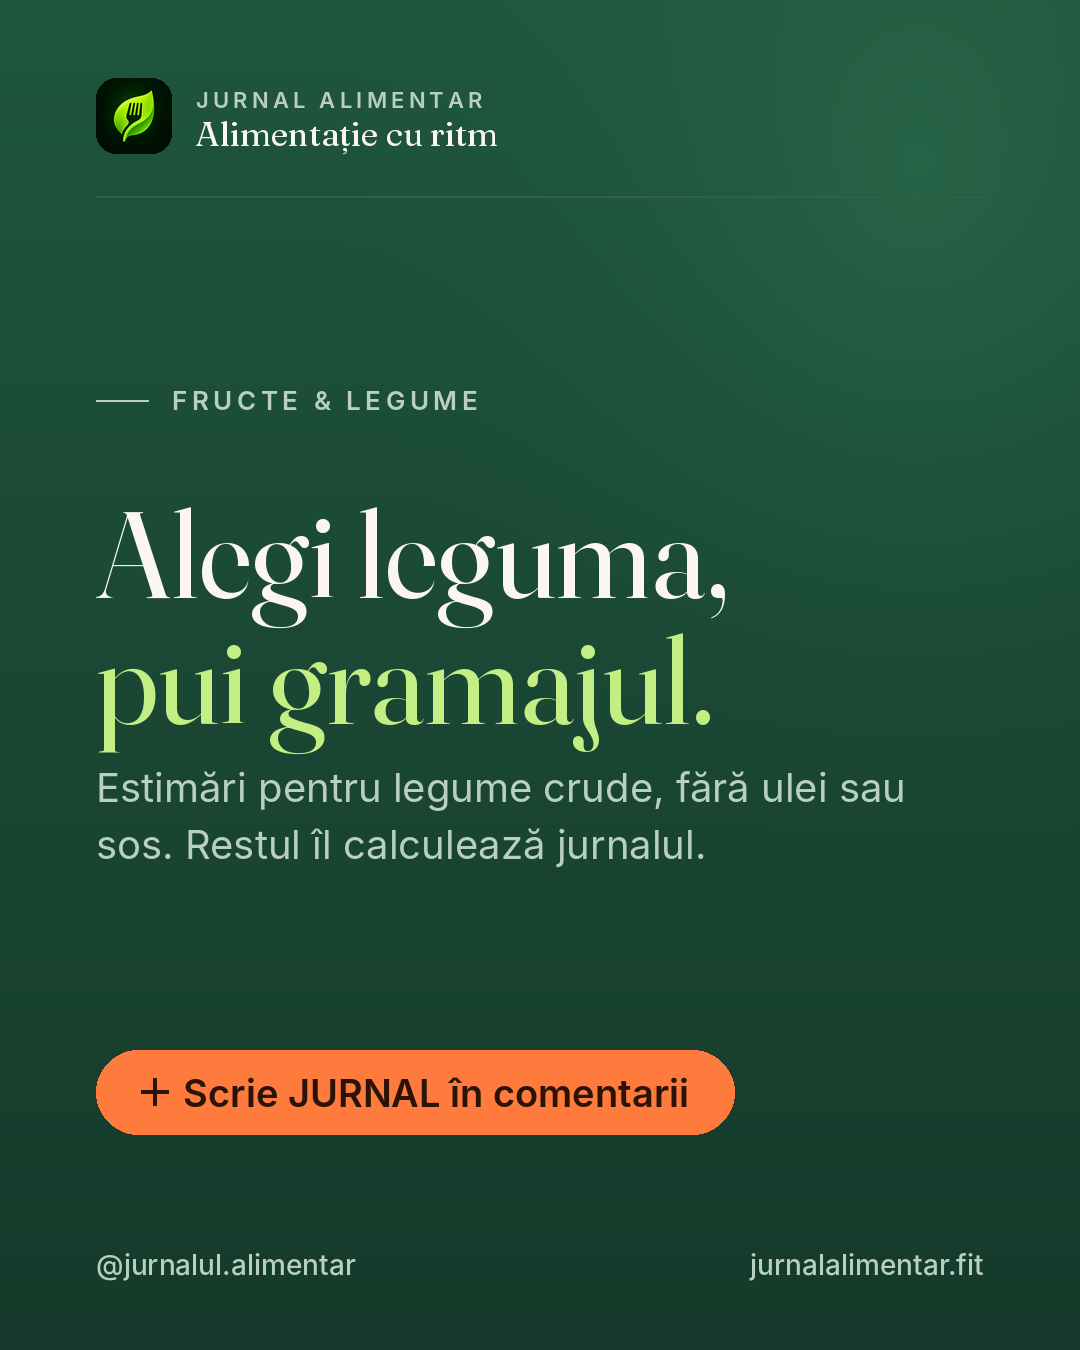 JURNAL ALIMENTAR
Alimentație cu ritm
FRUCTE & LEGUME
Alegi leguma,
pui gramajul.
Estimări pentru legume crude, fără ulei sau
sos. Restul îl calculează jurnalul.
+ Scrie JURNAL în comentarii
@jurnalul.alimentar
jurnalalimentar.fit